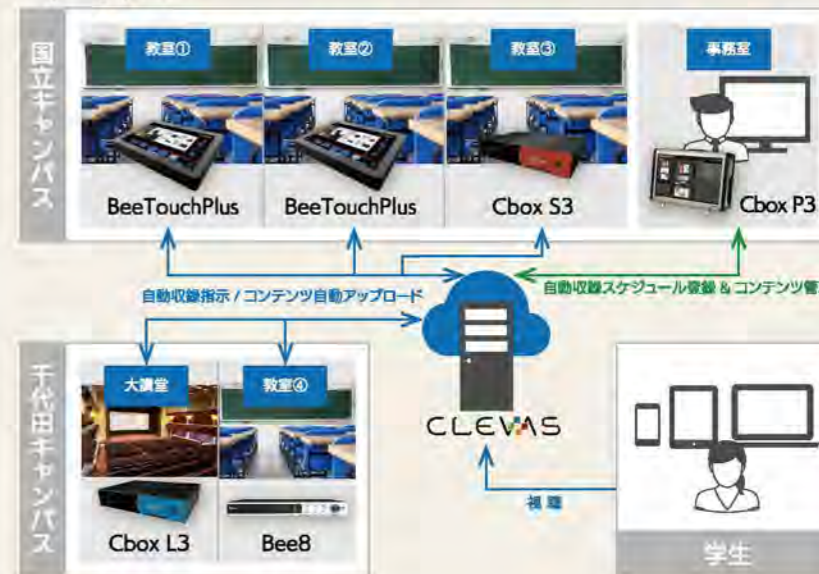 国立キャンパス
教室①
教室②
教室③
事務室
BeeTouchPlus
BeeTouchPlus
Cbox S3
Cbox P3
自動収録指示 / コンテンツ自動アップロード
自動収録スケジュール登録 & コンテンツ管
千代田キャンパス
大講堂
教室④
Cbox L3
Bee8
CLEVAS
視聴
学生